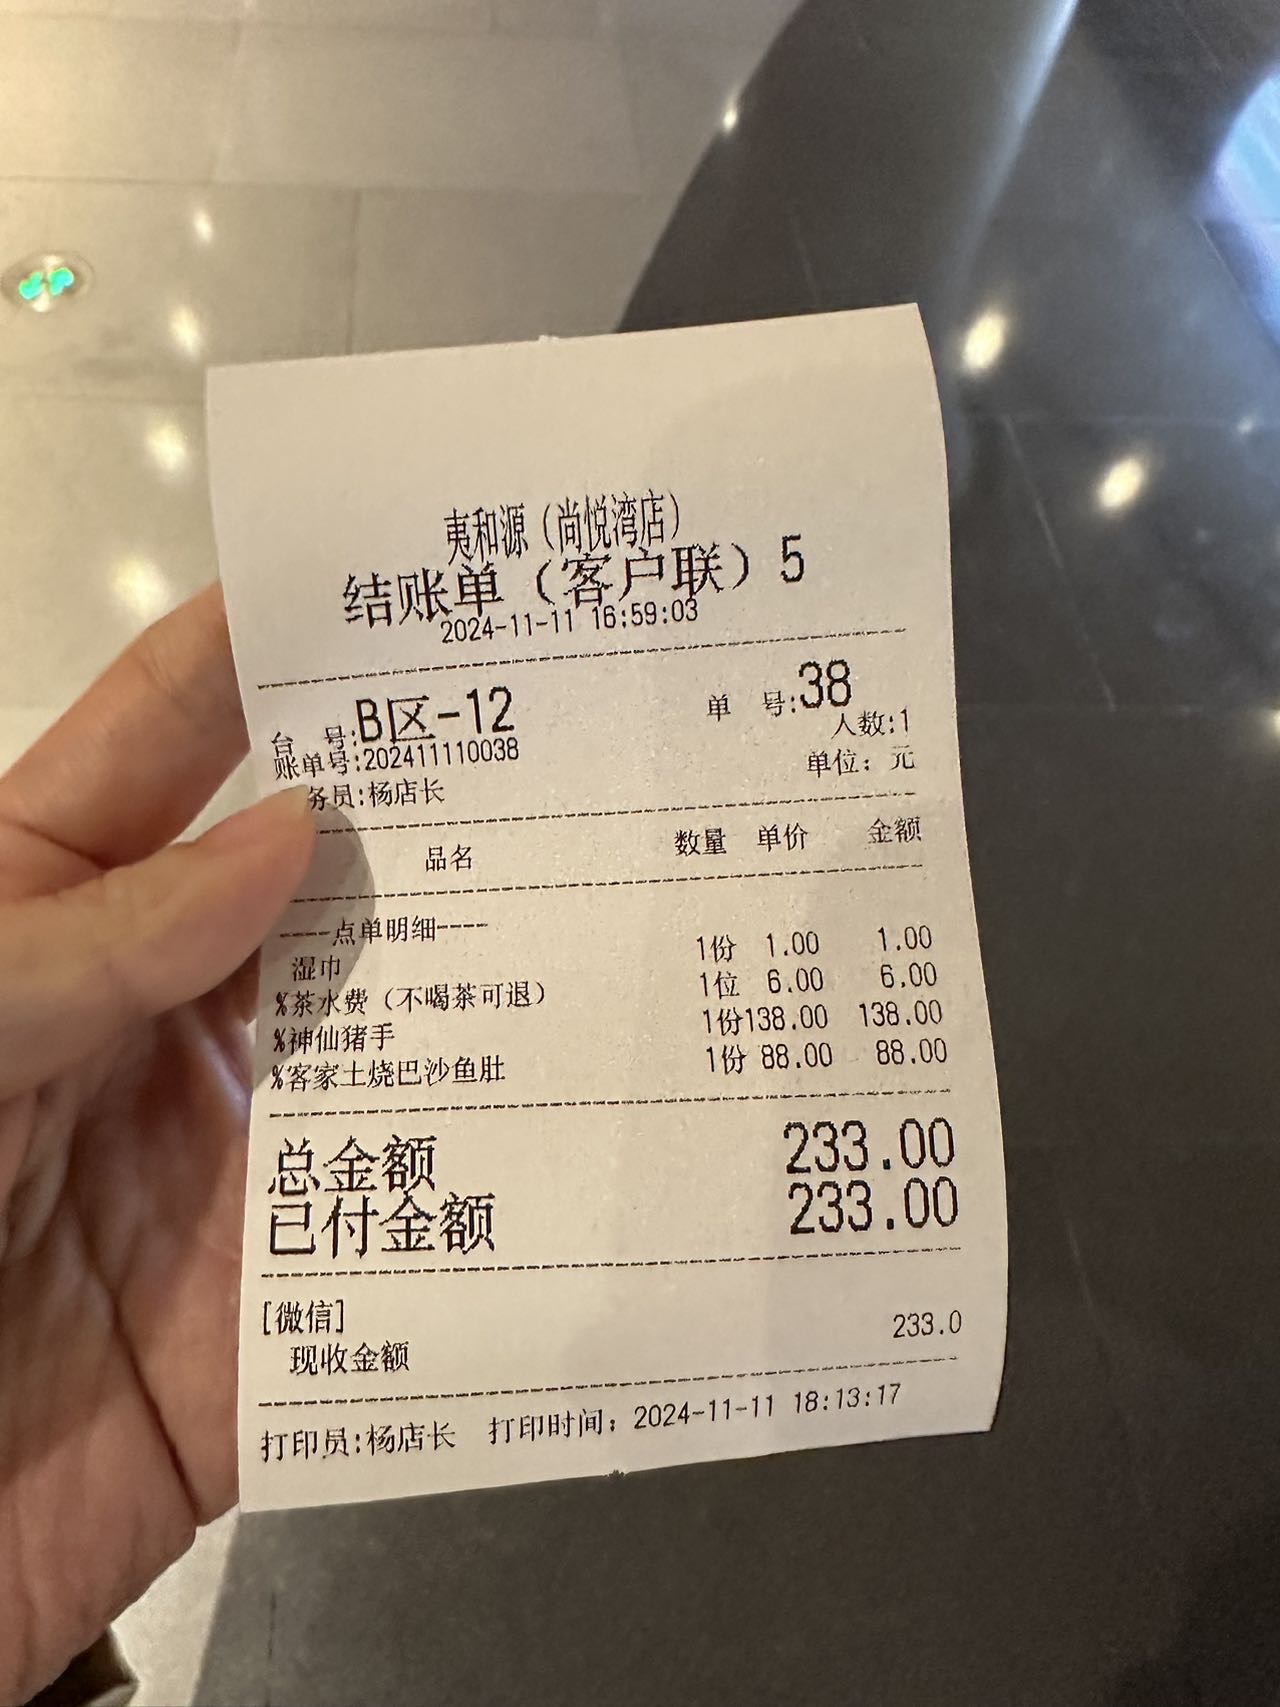 夷和源（尚悦湾店）
结账单（客户联）5
2024-11-11 16:59:03
台 号:B区-12 单 号:38
账单号:202411110038 人数:1
务员:杨店长 单位：元
品名 数量 单价 金额
----点单明细----
湿巾 1份 1.00 1.00
%茶水费（不喝茶可退） 1位 6.00 6.00
%神仙猪手 1份138.00 138.00
%客家土烧巴沙鱼肚 1份 88.00 88.00
总金额 233.00
已付金额 233.00
[微信]
现收金额 233.0
打印员:杨店长 打印时间：2024-11-11 18:13:17